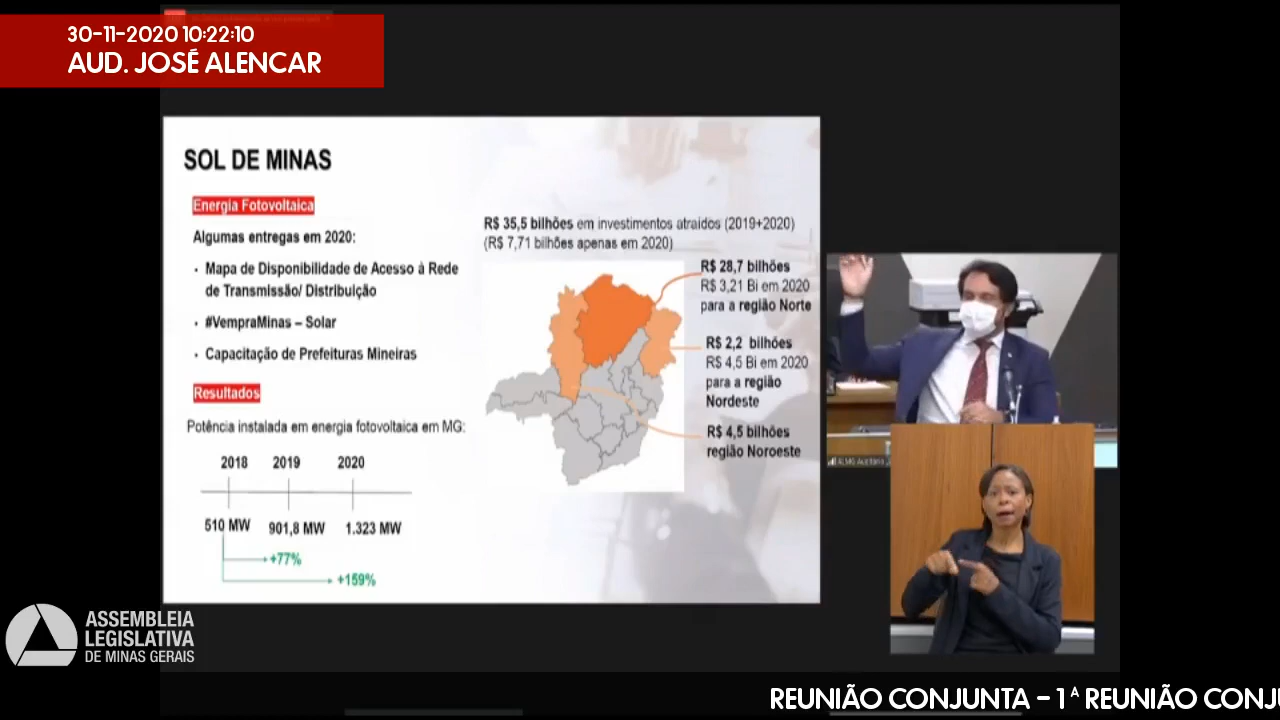 30-11-2020 10:22:10
AUD. JOSÉ ALENCAR
SOL DE MINAS
Energia Fotovoltaica
Algumas entregas em 2020:
• Mapa de Disponibilidade de Acesso à Rede
de Transmissão/ Distribuição
• #VempraMinas – Solar
• Capacitação de Prefeituras Mineiras
Resultados
Potência instalada em energia fotovoltaica em MG:
2018 2019 2020
510 MW 901,8 MW 1.323 MW
+77%
+159%
R$ 35,5 bilhões em investimentos atraídos (2019+2020)
(R$ 7,71 bilhões apenas em 2020)
R$ 28,7 bilhões
R$ 3,21 Bi em 2020
para a região Norte
R$ 2,2 bilhões
R$ 4,5 Bi em 2020
para a região
Nordeste
R$ 4,5 bilhões
região Noroeste
ALMG Auditório
ASSEMBLEIA
LEGISLATIVA
DE MINAS GERAIS
REUNIÃO CONJUNTA – 1ª REUNIÃO CONJU